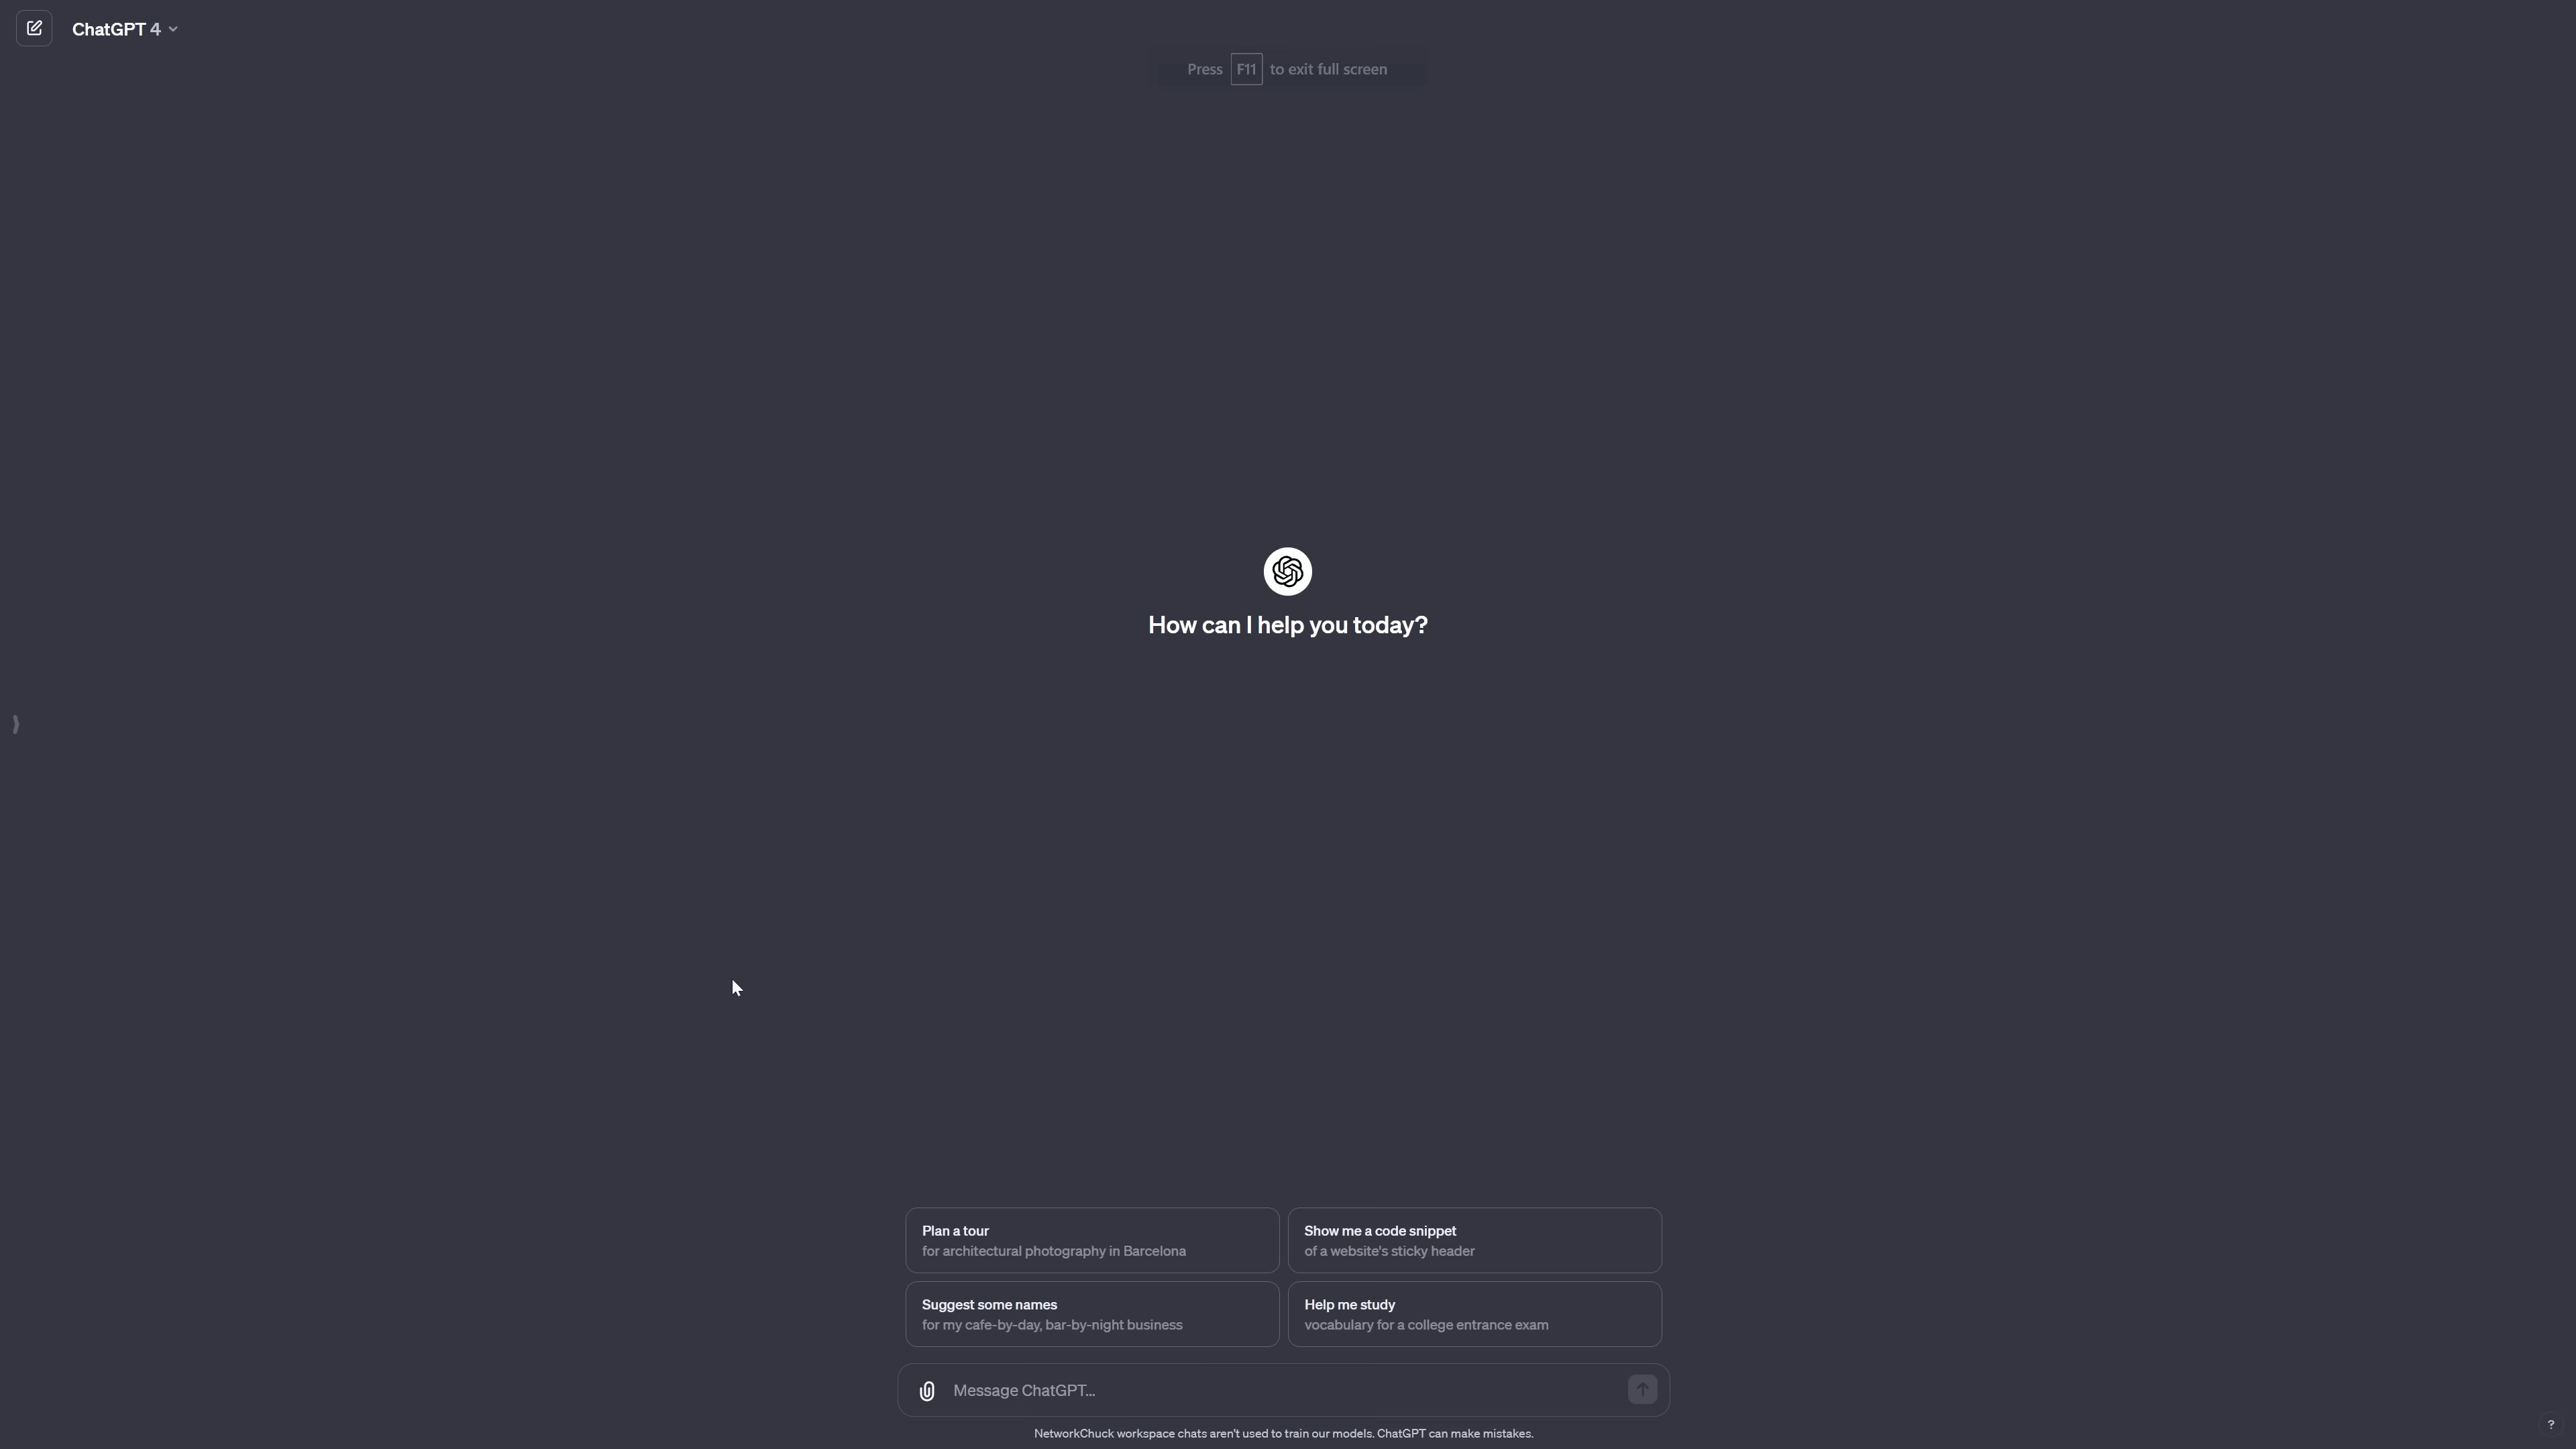 ChatGPT 4
Press F11 to exit full screen
How can I help you today?
Plan a tour
for architectural photography in Barcelona
Show me a code snippet
of a website's sticky header
Suggest some names
for my cafe-by-day, bar-by-night business
Help me study
vocabulary for a college entrance exam
Message ChatGPT...
NetworkChuck workspace chats aren't used to train our models. ChatGPT can make mistakes.
?